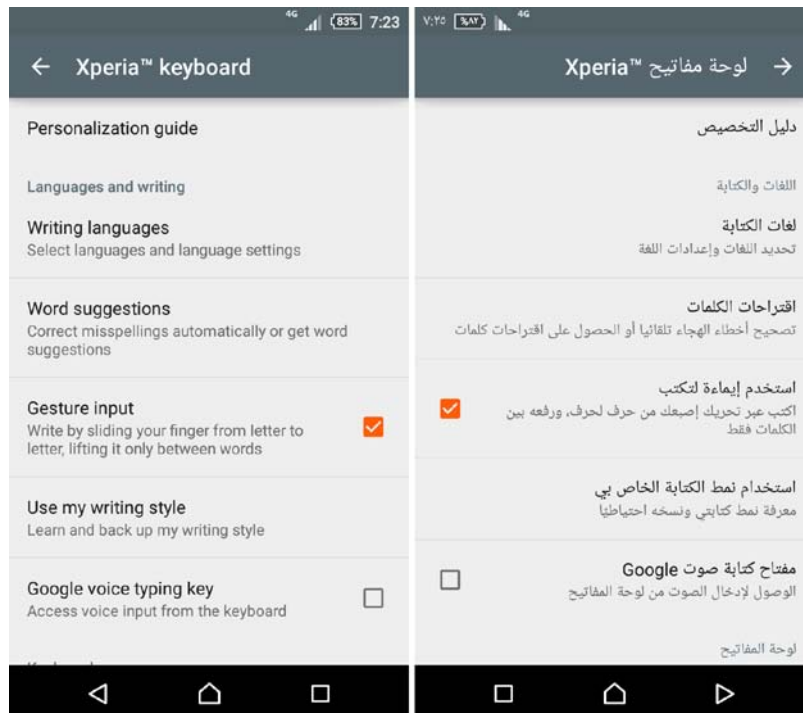 4G 83% 7:23
Xperia™ keyboard
Personalization guide
Languages and writing
Writing languages
Select languages and language settings
Word suggestions
Correct misspellings automatically or get word
suggestions
Gesture input
Write by sliding your finger from letter to
letter, lifting it only between words
Use my writing style
Learn and back up my writing style
Google voice typing key
Access voice input from the keyboard
٧:٢٥ %٨٢ 4G
لوحة مفاتيح Xperia™
دليل التخصيص
اللغات والكتابة
لغات الكتابة
تحديد اللغات وإعدادات اللغة
اقتراحات الكلمات
تصحيح أخطاء الهجاء تلقائيا أو الحصول على اقتراحات كلمات
استخدم إيماءة لتكتب
اكتب عبر تحريك إصبعك من حرف لحرف، ورفعه بين
الكلمات فقط
استخدام نمط الكتابة الخاص بي
معرفة نمط كتابتي ونسخه احتياطيًا
مفتاح كتابة صوت Google
الوصول لإدخال الصوت من لوحة المفاتيح
لوحة المفاتيح